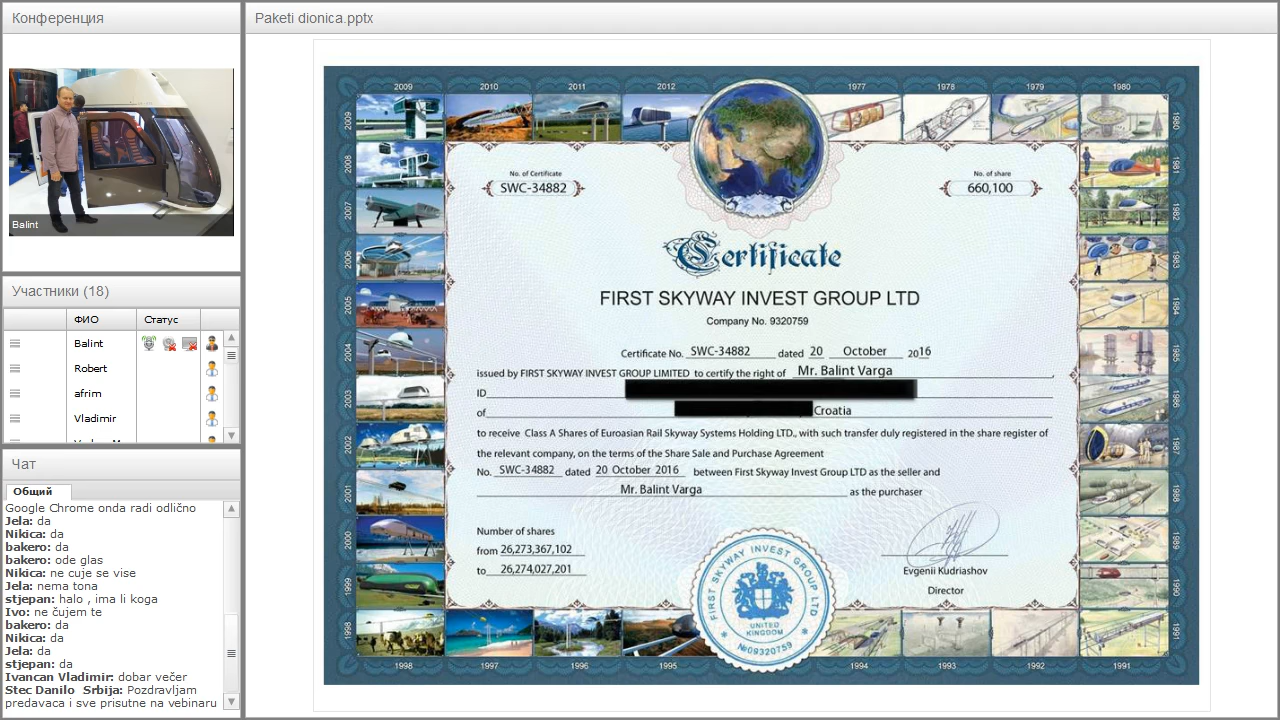 Конференция
Balint
Участники (18)
ФИО Статус
Balint
Robert
afrim
Vladimir
Чат
Общий
Google Chrome onda radi odlično
Jela: da
Nikica: da
bakero: da
bakero: ode glas
Nikica: ne cuje se vise
Jela: nema tona
stjepan: halo , ima li koga
Ivo: ne čujem te
bakero: da
Nikica: da
Jela: da
stjepan: da
Ivancan Vladimir: dobar večer
Stec Danilo Srbija: Pozdravljam
predavaca i sve prisutne na vebinaru
Paketi dionica.pptx
2009 2010 2011 2012 1977 1978 1979 1980
2009
2008
2007
2006
2005
2004
2003
2002
2001
2000
1999
1998
1980
1981
1982
1983
1984
1985
1986
1987
1988
1989
1990
1991
No. of Certificate
SWC-34882
No. of share
660,100
Certificate
FIRST SKYWAY INVEST GROUP LTD
Company No. 9320759
Certificate No. SWC-34882 dated 20 October 2016
issued by FIRST SKYWAY INVEST GROUP LIMITED to certify the right of Mr. Balint Varga
ID
of Croatia
to receive Class A Shares of Euroasian Rail Skyway Systems Holding LTD., with such transfer duly registered in the share register of
the relevant company, on the terms of the Share Sale and Purchase Agreement
No. SWC-34882 dated 20 October 2016 between First Skyway Invest Group LTD as the seller and
Mr. Balint Varga as the purchaser
Number of shares
from 26,273,367,102
to 26,274,027,201
Evgenii Kudriashov
Director
FIRST SKYWAY INVEST GROUP LTD
UNITED
KINGDOM
№09320759
1998 1997 1996 1995 1994 1993 1992 1991